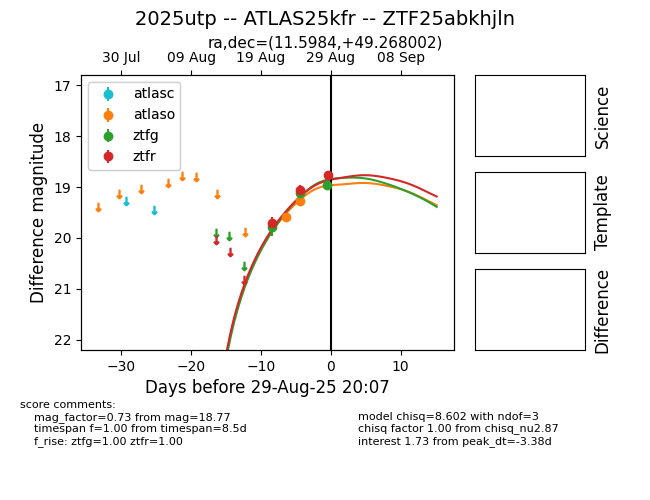 2025utp -- ATLAS25kfr -- ZTF25abkhjln
ra,dec=(11.5984,+49.268002)
30 Jul 09 Aug 19 Aug 29 Aug 08 Sep
17
18
19
20
21
22
Difference magnitude
atlasc
atlaso
ztfg
ztfr
−30 −20 −10 0 10
Days before 29-Aug-25 20:07
Science
Template
Difference
score comments:
mag_factor=0.73 from mag=18.77
timespan f=1.00 from timespan=8.5d
f_rise: ztfg=1.00 ztfr=1.00
model chisq=8.602 with ndof=3
chisq factor 1.00 from chisq_nu2.87
interest 1.73 from peak_dt=-3.38d